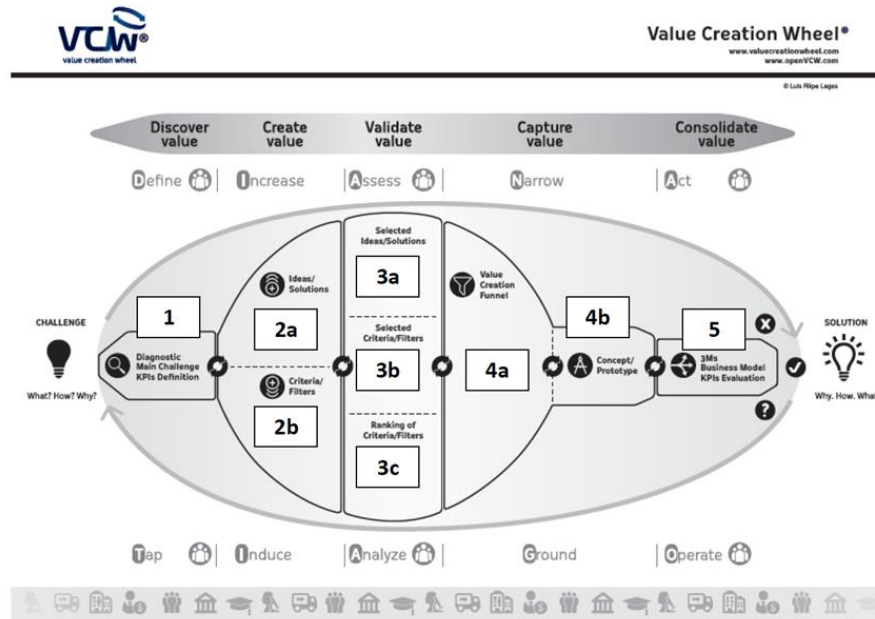 VCW®
value creation wheel
Value Creation Wheel®
www.valuecreationwheel.com
www.openVCW.com
© Luis Filipe Lages
Discover value
Create value
Validate value
Capture value
Consolidate value
Define
Increase
Assess
Narrow
Act
CHALLENGE
What? How? Why?
1
Diagnostic
Main Challenge
KPIs Definition
Ideas/
Solutions
2a
Criteria/
Filters
2b
Selected
Ideas/Solutions
3a
Selected
Criteria/Filters
3b
Ranking of
Criteria/Filters
3c
Value
Creation
Funnel
4a
4b
Concept/
Prototype
5
3Ms
Business Model
KPIs Evaluation
X
?
SOLUTION
Why. How. What
Tap
Induce
Analyze
Ground
Operate